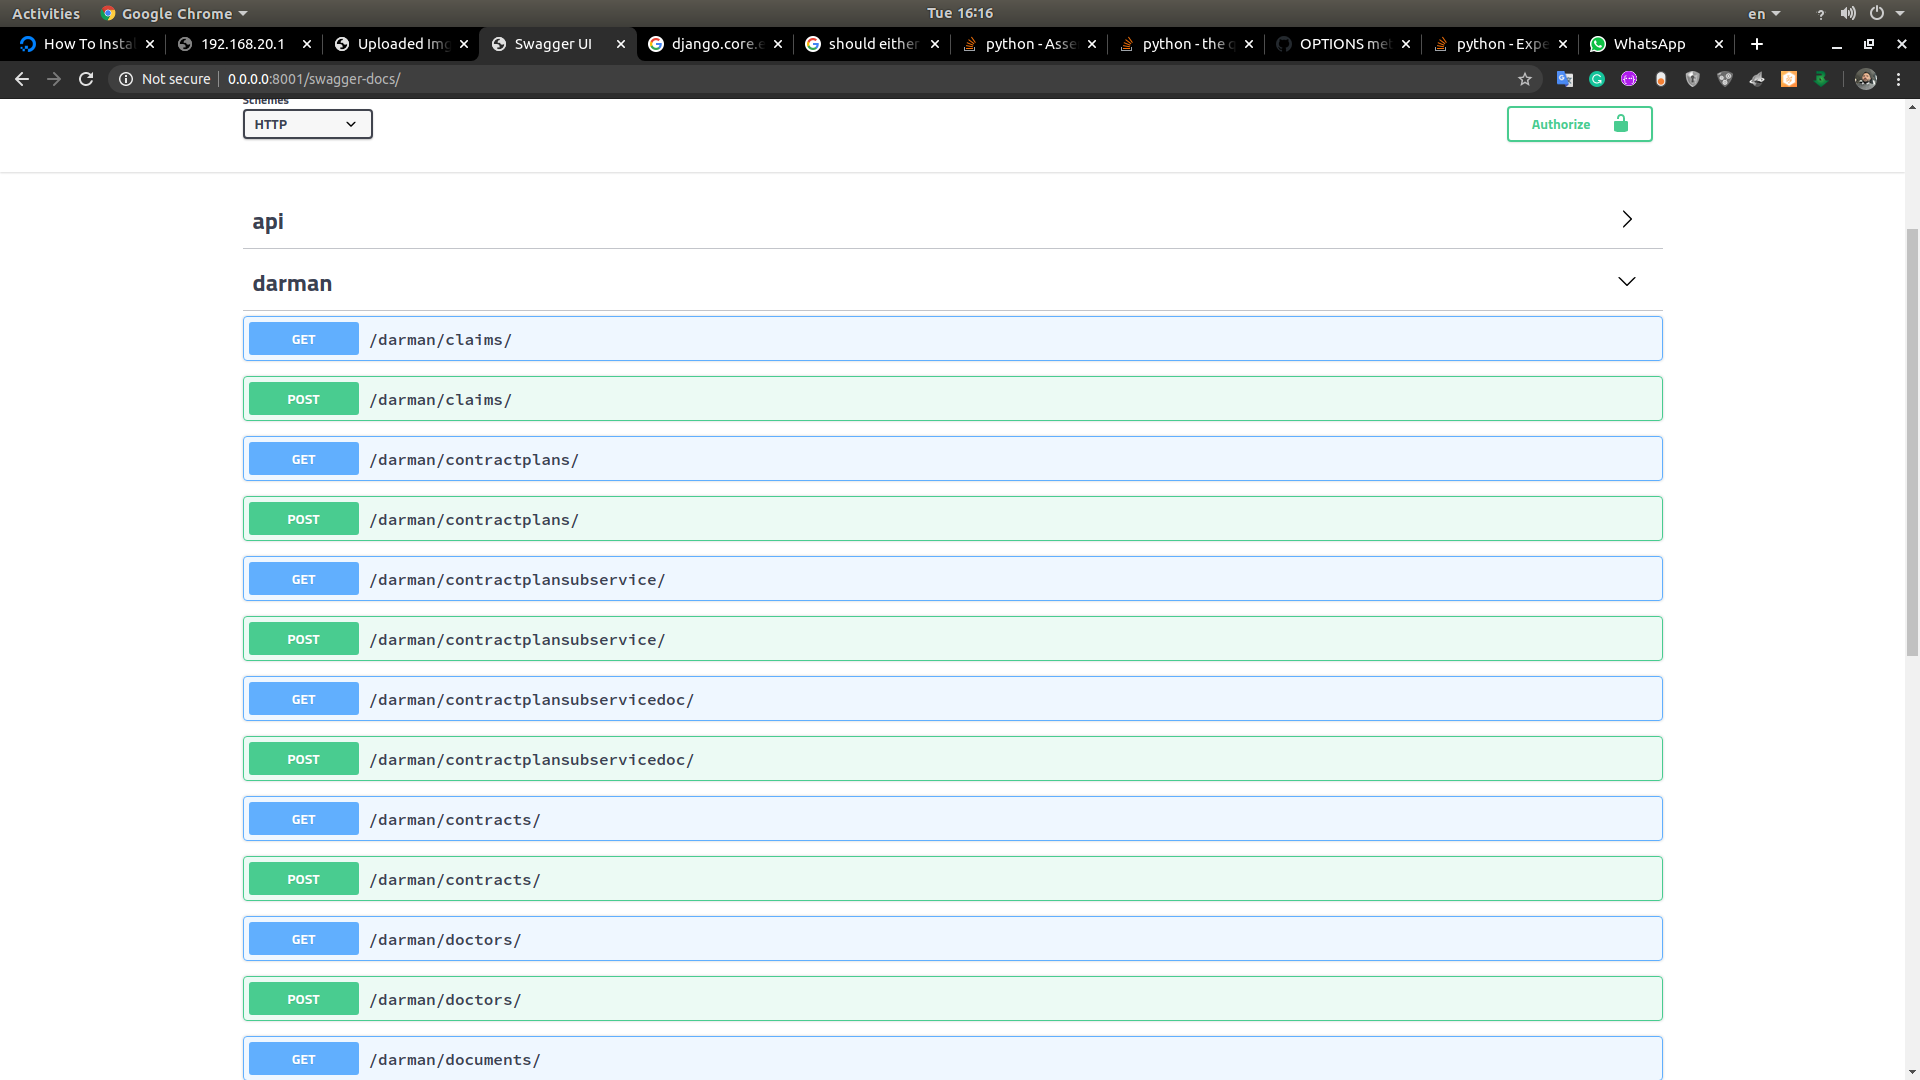 Activities Google Chrome Tue 16:16 en ?
How To Insta 192.168.20.1 Uploaded Img Swagger UI django.core.e should either python - Asse python - the q OPTIONS met python - Expe WhatsApp
Not secure 0.0.0.0:8001/swagger-docs/
Schemes
HTTP
Authorize
api
darman
GET /darman/claims/
POST /darman/claims/
GET /darman/contractplans/
POST /darman/contractplans/
GET /darman/contractplansubservice/
POST /darman/contractplansubservice/
GET /darman/contractplansubservicedoc/
POST /darman/contractplansubservicedoc/
GET /darman/contracts/
POST /darman/contracts/
GET /darman/doctors/
POST /darman/doctors/
GET /darman/documents/